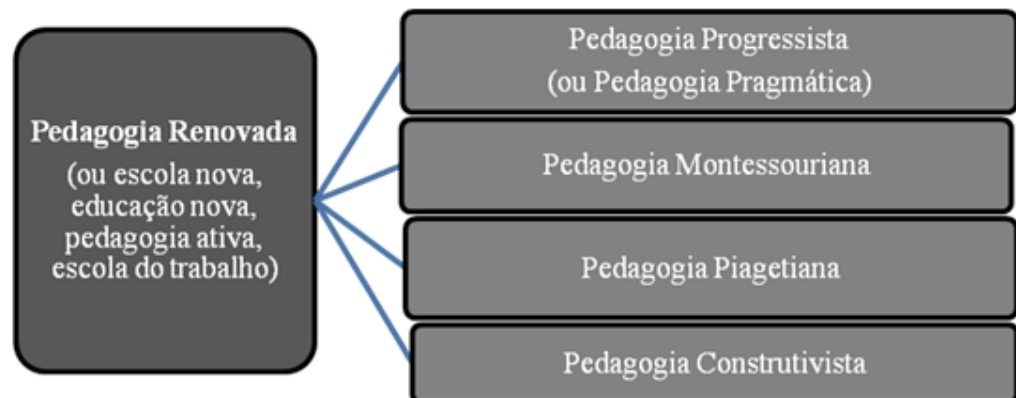 Pedagogia Renovada
(ou escola nova,
educação nova,
pedagogia ativa,
escola do trabalho)
Pedagogia Progressista
(ou Pedagogia Pragmática)
Pedagogia Montessouriana
Pedagogia Piagetiana
Pedagogia Construtivista